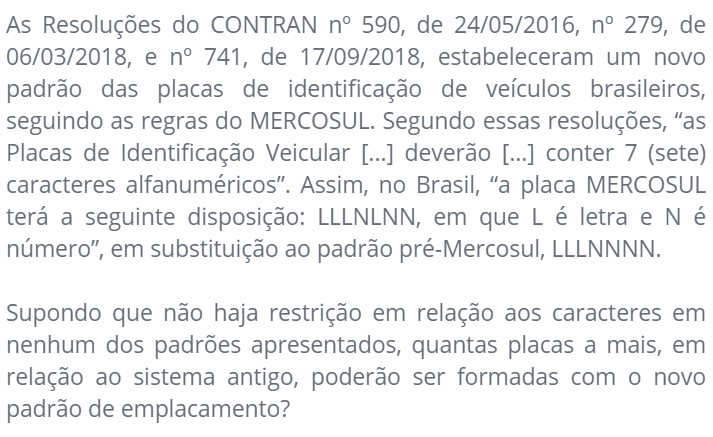 As Resoluções do CONTRAN nº 590, de 24/05/2016, nº 279, de
06/03/2018, e nº 741, de 17/09/2018, estabeleceram um novo
padrão das placas de identificação de veículos brasileiros,
seguindo as regras do MERCOSUL. Segundo essas resoluções, “as
Placas de Identificação Veicular [...] deverão [...] conter 7 (sete)
caracteres alfanuméricos”. Assim, no Brasil, “a placa MERCOSUL
terá a seguinte disposição: LLLNLNN, em que L é letra e N é
número”, em substituição ao padrão pré-Mercosul, LLLNNNN.
Supondo que não haja restrição em relação aos caracteres em
nenhum dos padrões apresentados, quantas placas a mais, em
relação ao sistema antigo, poderão ser formadas com o novo
padrão de emplacamento?